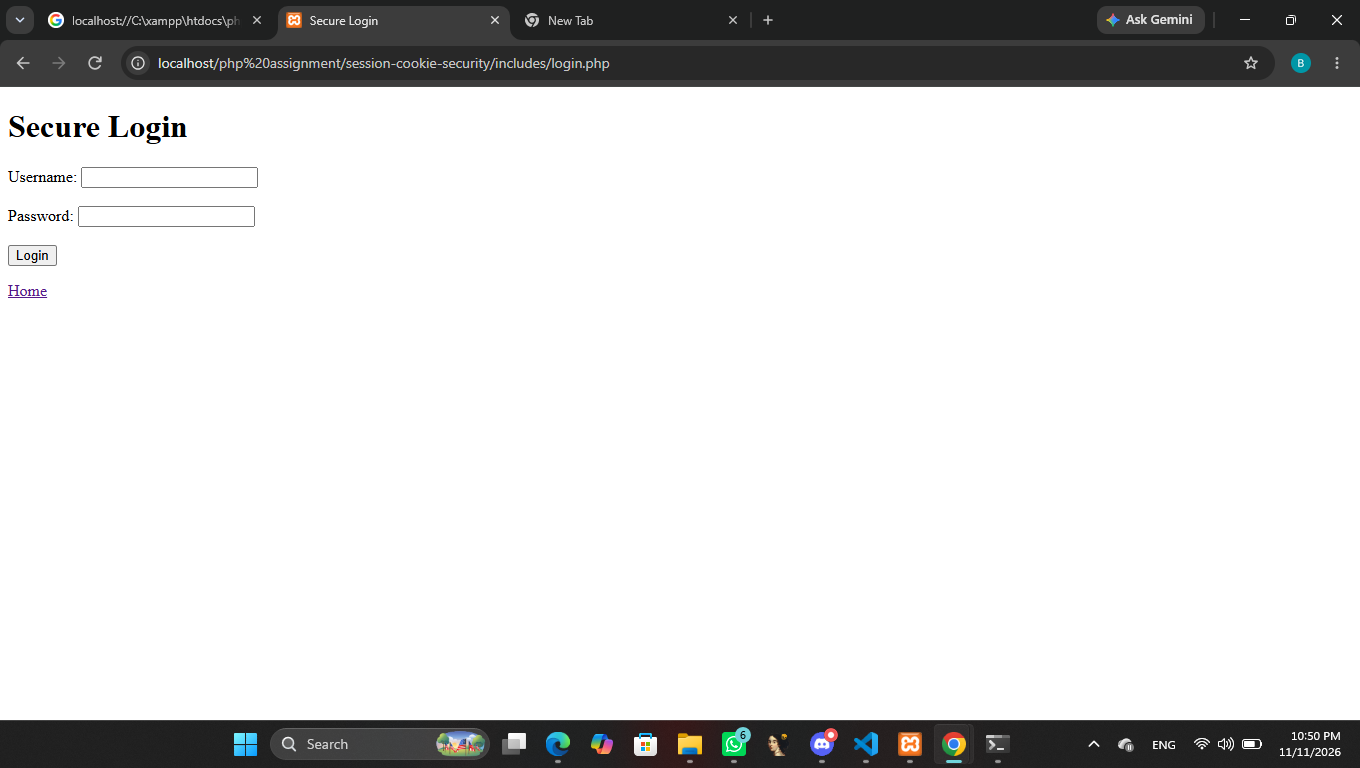 localhost://C:\xampp\htdocs\ph
Secure Login
New Tab
Ask Gemini
localhost/php%20assignment/session-cookie-security/includes/login.php
B
Secure Login
Username:
Password:
Login
Home
Search
6
ENG
10:50 PM
11/11/2026